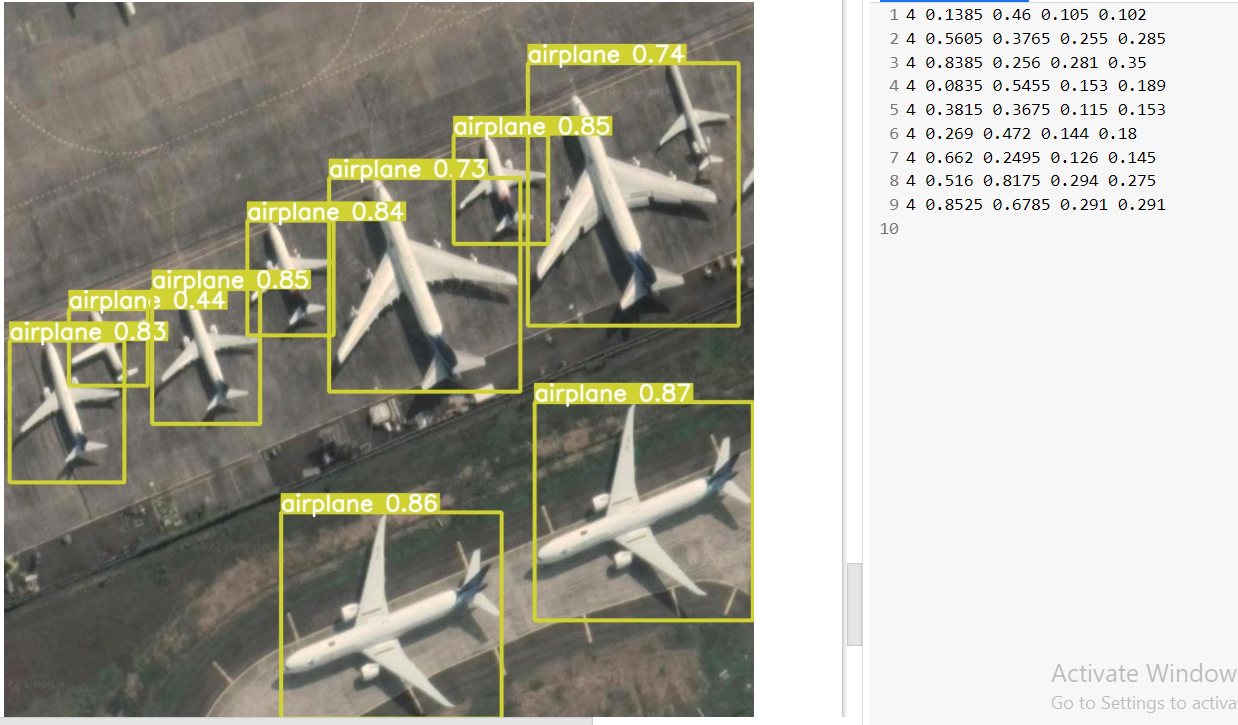 airplane 0.74
airplane 0.85
airplane 0.73
airplane 0.84
airplane 0.85
airplane 0.44
airplane 0.83
airplane 0.87
airplane 0.86
1 4 0.1385 0.46 0.105 0.102
2 4 0.5605 0.3765 0.255 0.285
3 4 0.8385 0.256 0.281 0.35
4 4 0.0835 0.5455 0.153 0.189
5 4 0.3815 0.3675 0.115 0.153
6 4 0.269 0.472 0.144 0.18
7 4 0.662 0.2495 0.126 0.145
8 4 0.516 0.8175 0.294 0.275
9 4 0.8525 0.6785 0.291 0.291
10
Activate Window
Go to Settings to activa